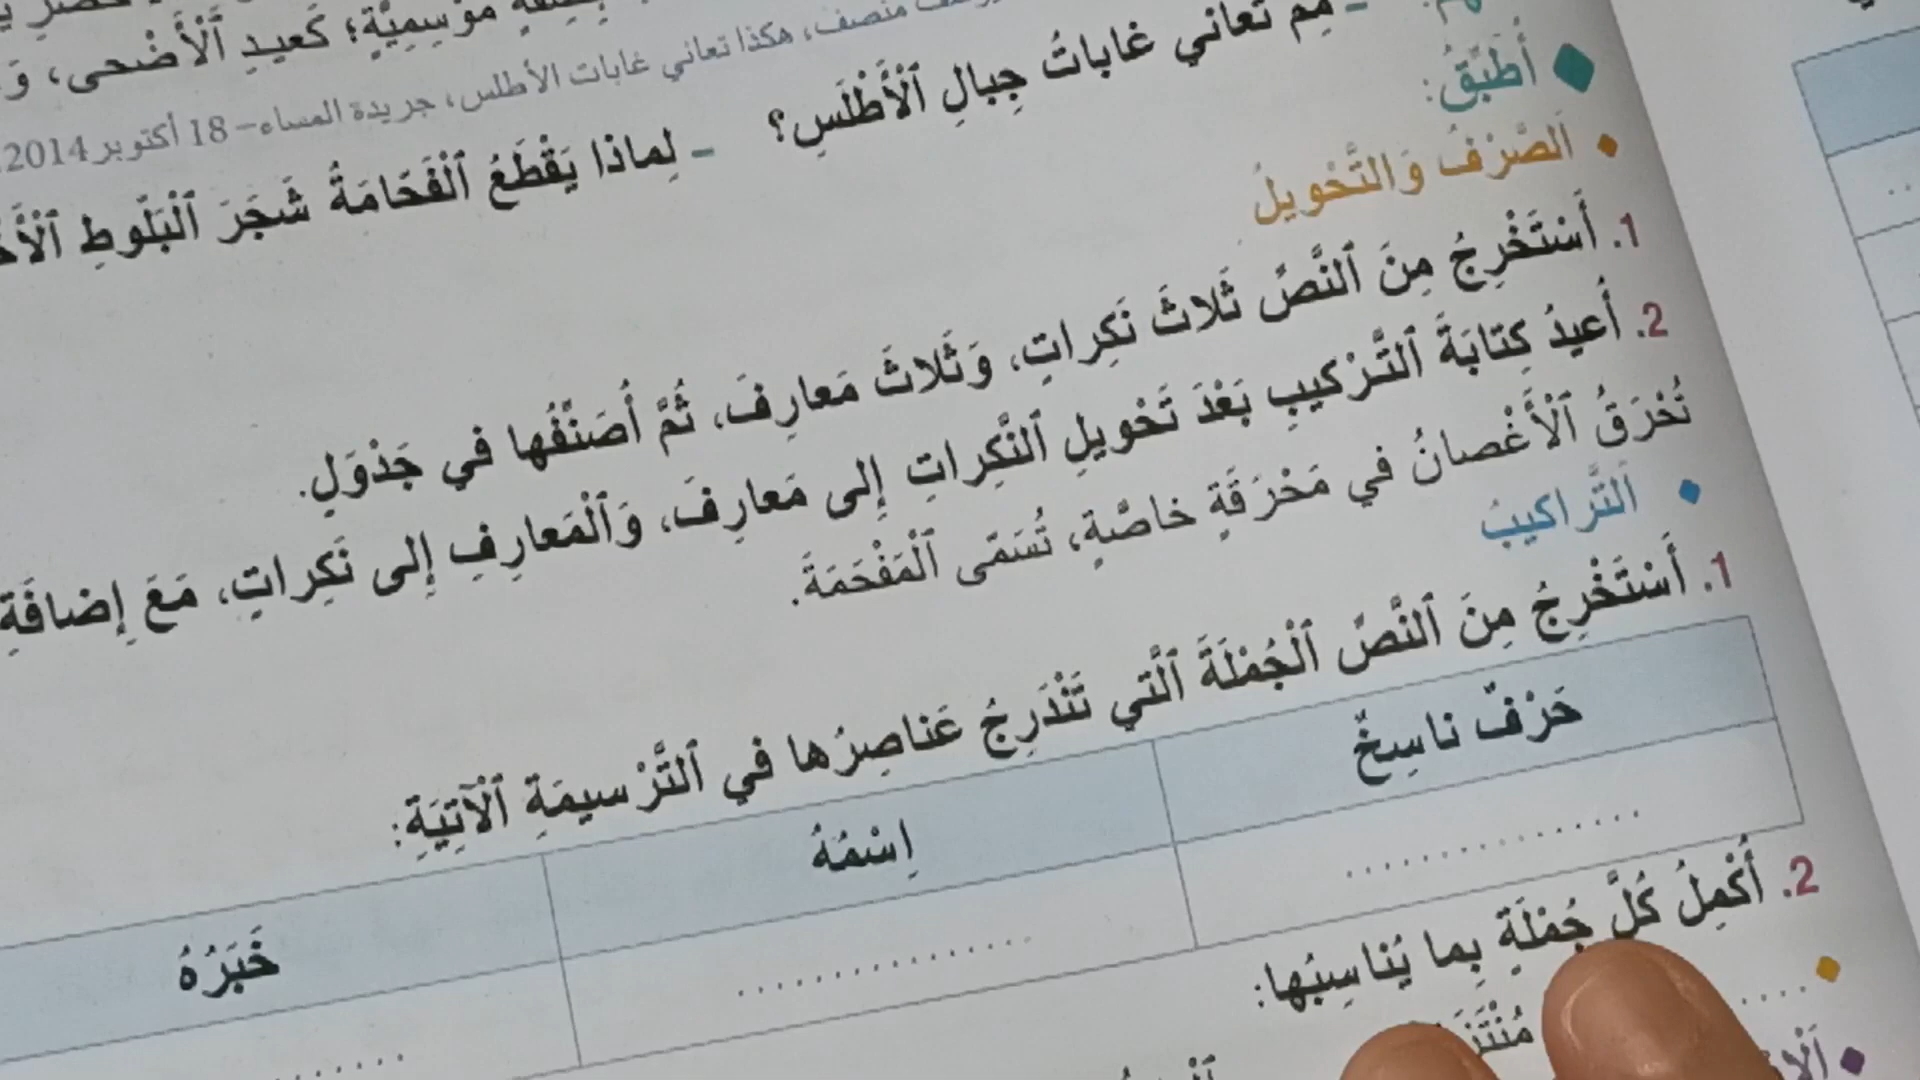 مَوْسِمِيَّةٍ؛ كَعيدِ ٱلْأَضْحى، وَ
منصف، هكذا تعاني غابات الأطلس، جريدة المساء– 18 أكتوبر 2014.
– مِمَّ تُعاني غاباتُ جِبالِ ٱلْأَطْلَسِ؟ – لِماذا يَقْطَعُ ٱلْفَحّامَةُ شَجَرَ ٱلْبَلّوطِ
أُطَبِّقُ:
اَلصَّرْفُ وَالتَّحْويلُ
1. أَسْتَخْرِجُ مِنَ ٱلنَّصِّ ثَلاثَ نَكِراتٍ، وَثَلاثَ مَعارِفَ، ثُمَّ أُصَنِّفُها في جَدْوَلٍ.
2. أُعيدُ كِتابَةَ ٱلتَّرْكيبِ بَعْدَ تَحْويلِ ٱلنَّكِراتِ إِلى مَعارِفَ، وَٱلْمَعارِفِ إِلى نَكِراتٍ، مَعَ إِضافَةِ
تُحْرَقُ ٱلْأَغْصانُ في مَحْرَقَةٍ خاصَّةٍ، تُسَمّى ٱلْمَفْحَمَةَ.
اَلتَّراكيبُ
1. أَسْتَخْرِجُ مِنَ ٱلنَّصِّ ٱلْجُمْلَةَ ٱلَّتي تَنْدَرِجُ عَناصِرُها في ٱلتَّرْسيمَةِ ٱلْآتِيَةِ:
حَرْفٌ ناسِخٌ اِسْمُهُ خَبَرُهُ
............... ............... .......
2. أُكْمِلُ كُلَّ جُمْلَةٍ بِما يُناسِبُها: